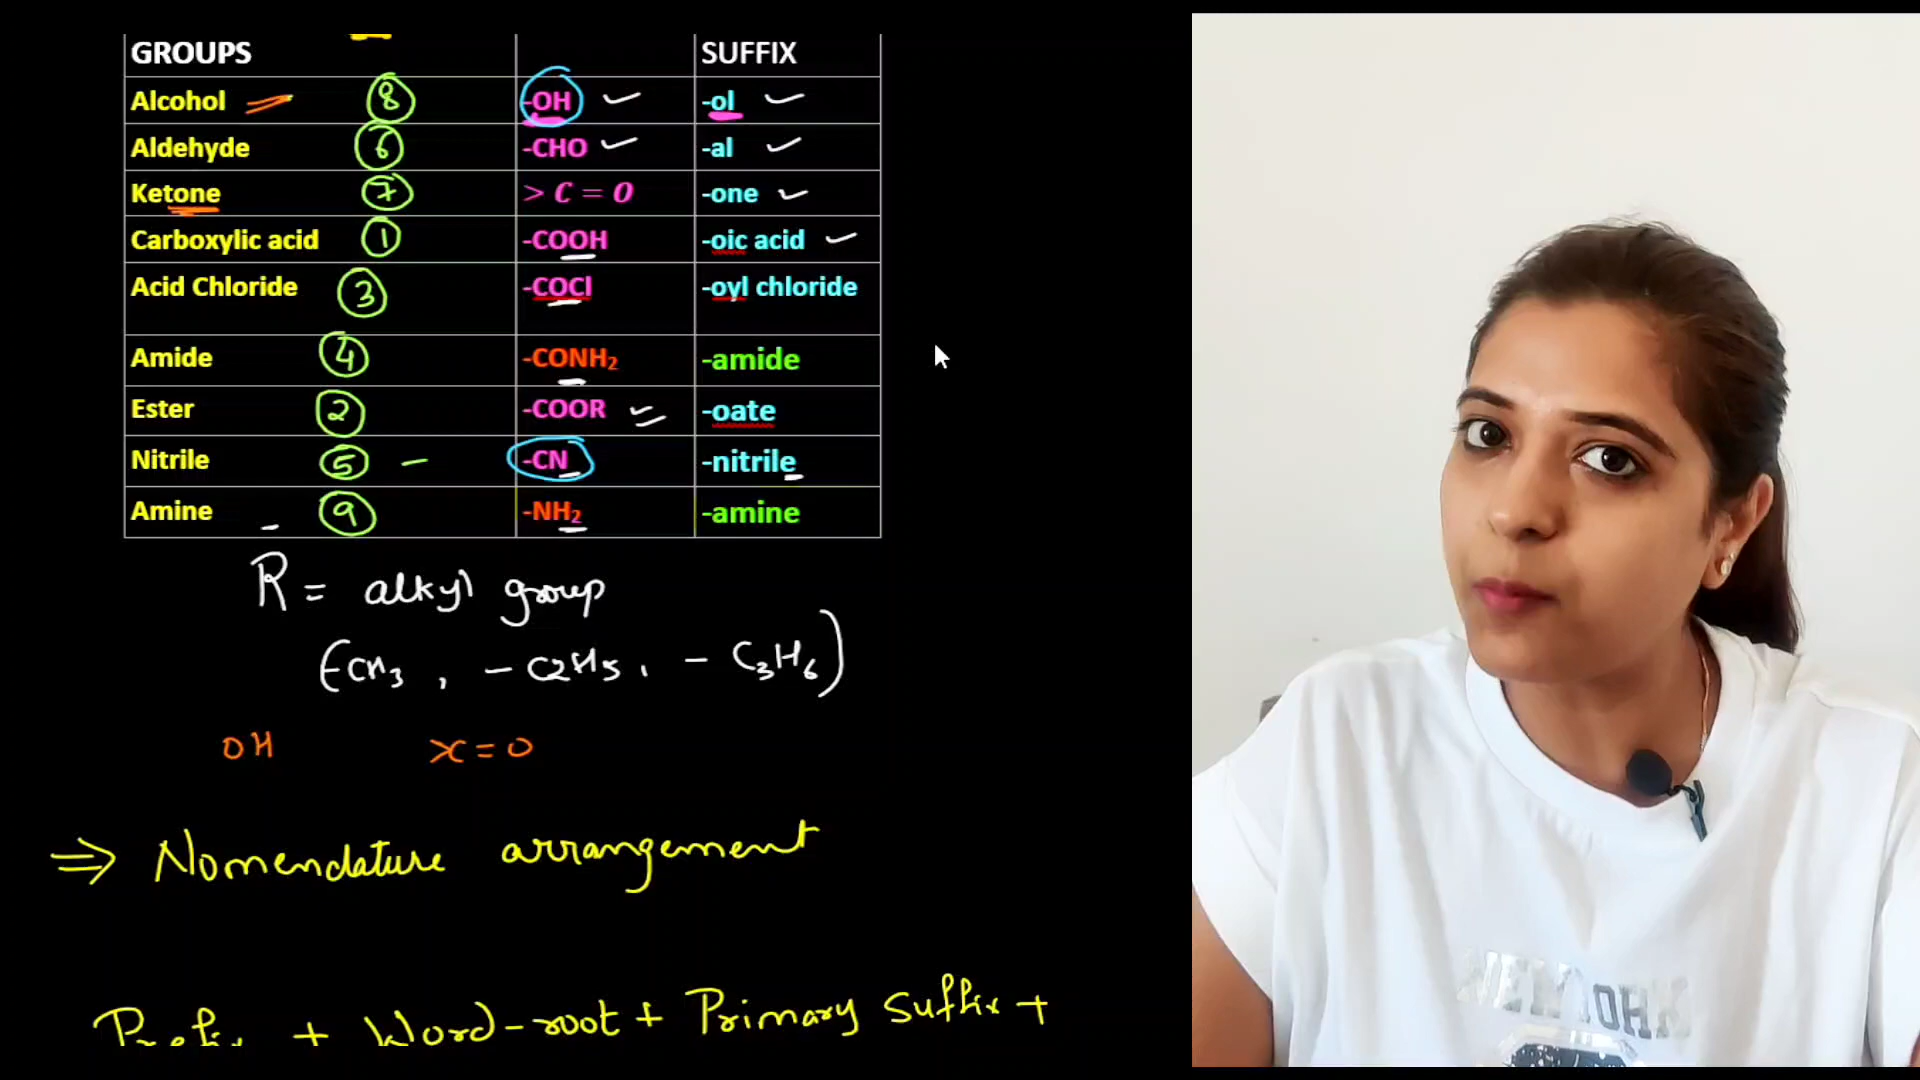 GROUPS SUFFIX
Alcohol 8 -OH -ol
Aldehyde 6 -CHO -al
Ketone 7 > C = O -one
Carboxylic acid 1 -COOH -oic acid
Acid Chloride 3 -COCl -oyl chloride
Amide 4 -CONH₂ -amide
Ester 2 -COOR -oate
Nitrile 5 -CN -nitrile
Amine 9 -NH₂ -amine
R = alkyl group
(-CH₃, -C₂H₅, -C₃H₆)
OH x=0
⇒ Nomenclature arrangement
Prefix + Word-root + Primary suffix +